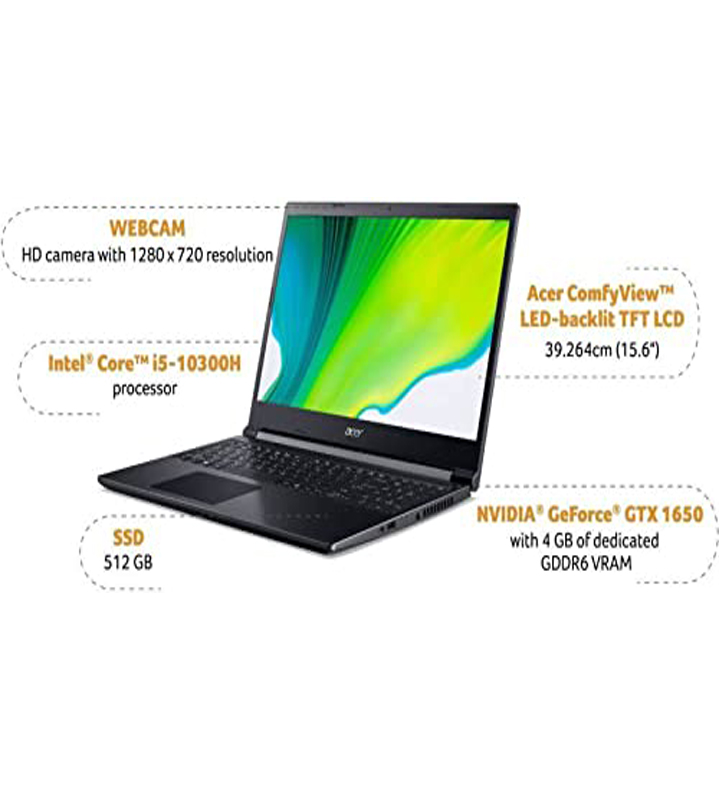 WEBCAM
HD camera with 1280 x 720 resolution
Acer ComfyView™
LED-backlit TFT LCD
39.264cm (15.6")
Intel® Core™ i5-10300H
processor
acer
NVIDIA® GeForce® GTX 1650
with 4 GB of dedicated
GDDR6 VRAM
SSD
512 GB